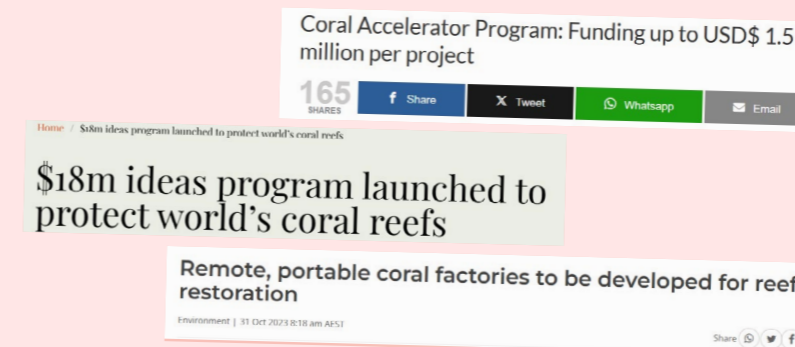 Coral Accelerator Program: Funding up to USD$ 1.5
million per project
165
SHARES
Share
Tweet
Whatsapp
Email
Home / $18m ideas program launched to protect world's coral reefs
$18m ideas program launched to
protect world's coral reefs
Remote, portable coral factories to be developed for reef
restoration
Environment | 31 Oct 2023 8:18 am AEST
Share